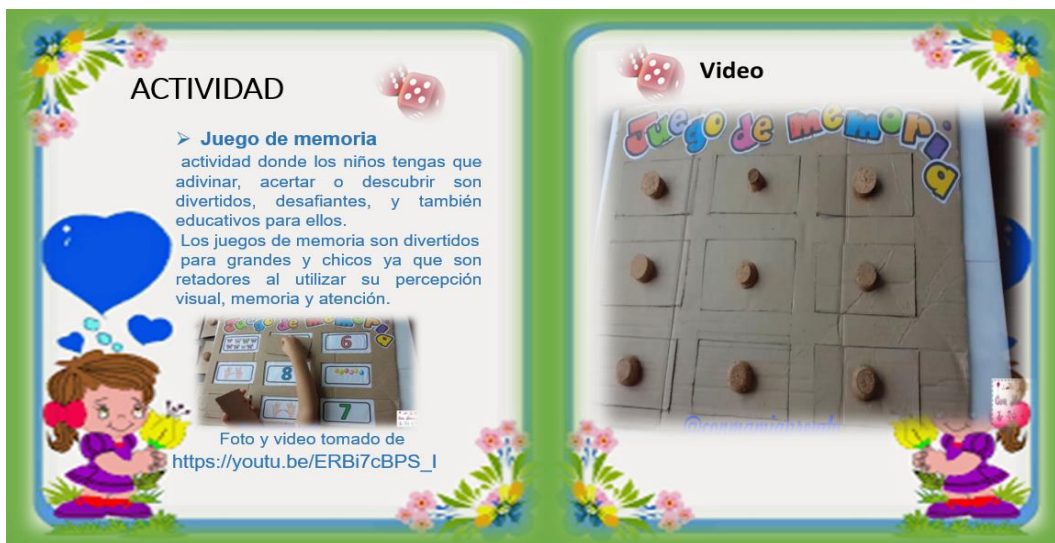 ACTIVIDAD
➢ Juego de memoria
actividad donde los niños tengas que
adivinar, acertar o descubrir son
divertidos, desafiantes, y también
educativos para ellos.
Los juegos de memoria son divertidos
para grandes y chicos ya que son
retadores al utilizar su percepción
visual, memoria y atención.
Juego de memoria
6
8
7
Foto y video tomado de
https://youtu.be/ERBi7cBPS_I
Video
Juego de memoria